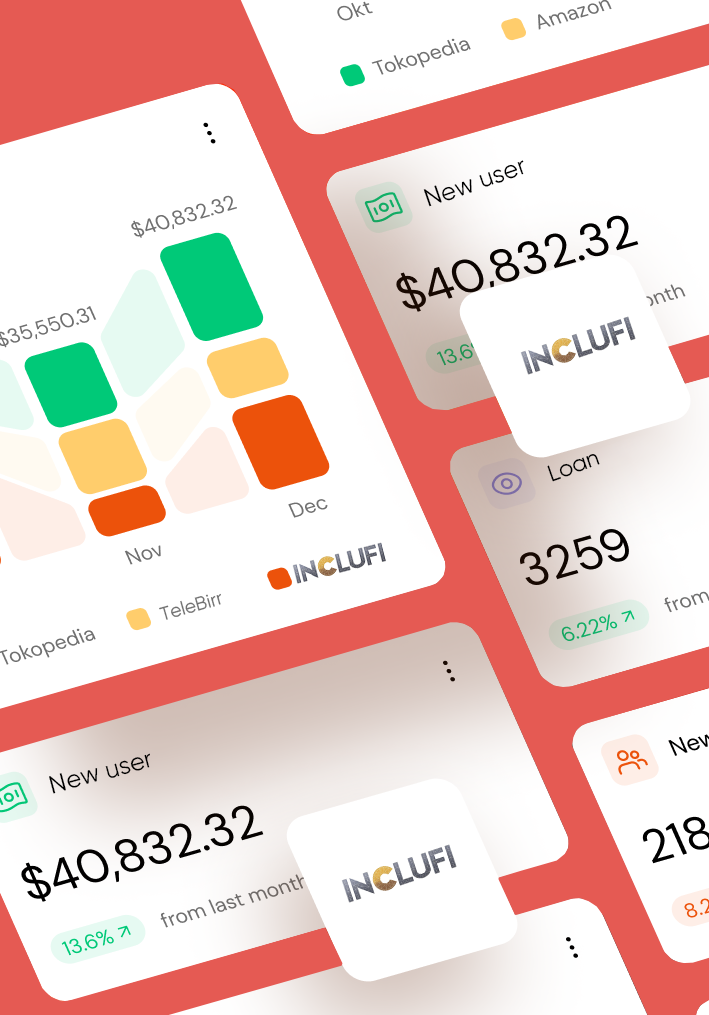 Okt
Tokopedia
Amazon
$40,832.32
$35,550.31
Nov
Dec
Tokopedia
TeleBirr
INCLUFI
New user
$40,832.32
13.6
onth
INCLUFI
Loan
3259
6.22%
from
New user
$40,832.32
13.6%
from last month
INCLUFI
New
218
8.2